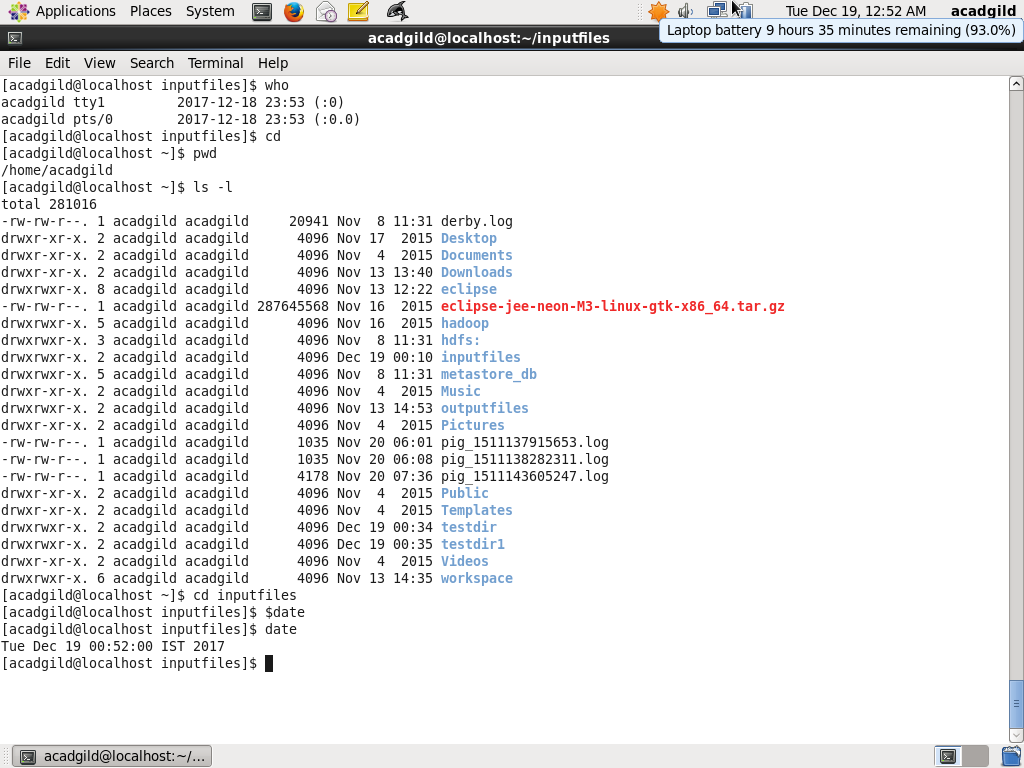 Applications Places System Tue Dec 19, 12:52 AM acadgild
Laptop battery 9 hours 35 minutes remaining (93.0%)
acadgild@localhost:~/inputfiles
File Edit View Search Terminal Help
[acadgild@localhost inputfiles]$ who
acadgild tty1         2017-12-18 23:53 (:0)
acadgild pts/0        2017-12-18 23:53 (:0.0)
[acadgild@localhost inputfiles]$ cd
[acadgild@localhost ~]$ pwd
/home/acadgild
[acadgild@localhost ~]$ ls -l
total 281016
-rw-rw-r--. 1 acadgild acadgild     20941 Nov  8 11:31 derby.log
drwxr-xr-x. 2 acadgild acadgild      4096 Nov 17  2015 Desktop
drwxr-xr-x. 2 acadgild acadgild      4096 Nov  4  2015 Documents
drwxr-xr-x. 2 acadgild acadgild      4096 Nov 13 13:40 Downloads
drwxr-xr-x. 8 acadgild acadgild      4096 Nov 13 12:22 eclipse
-rw-rw-r--. 1 acadgild acadgild 287645568 Nov 16  2015 eclipse-jee-neon-M3-linux-gtk-x86_64.tar.gz
drwxrwxr-x. 5 acadgild acadgild      4096 Nov 16  2015 hadoop
drwxrwxr-x. 3 acadgild acadgild      4096 Nov  8 11:31 hdfs:
drwxrwxr-x. 2 acadgild acadgild      4096 Dec 19 00:10 inputfiles
drwxrwxr-x. 5 acadgild acadgild      4096 Nov  8 11:31 metastore_db
drwxr-xr-x. 2 acadgild acadgild      4096 Nov  4  2015 Music
drwxrwxr-x. 2 acadgild acadgild      4096 Nov 13 14:53 outputfiles
drwxr-xr-x. 2 acadgild acadgild      4096 Nov  4  2015 Pictures
-rw-rw-r--. 1 acadgild acadgild      1035 Nov 20 06:01 pig_1511137915653.log
-rw-rw-r--. 1 acadgild acadgild      1035 Nov 20 06:08 pig_1511138282311.log
-rw-rw-r--. 1 acadgild acadgild      4178 Nov 20 07:36 pig_1511143605247.log
drwxr-xr-x. 2 acadgild acadgild      4096 Nov  4  2015 Public
drwxr-xr-x. 2 acadgild acadgild      4096 Nov  4  2015 Templates
drwxrwxr-x. 2 acadgild acadgild      4096 Dec 19 00:34 testdir
drwxrwxr-x. 2 acadgild acadgild      4096 Dec 19 00:35 testdir1
drwxr-xr-x. 2 acadgild acadgild      4096 Nov  4  2015 Videos
drwxrwxr-x. 6 acadgild acadgild      4096 Nov 13 14:35 workspace
[acadgild@localhost ~]$ cd inputfiles
[acadgild@localhost inputfiles]$ $date
[acadgild@localhost inputfiles]$ date
Tue Dec 19 00:52:00 IST 2017
[acadgild@localhost inputfiles]$
acadgild@localhost:~/...